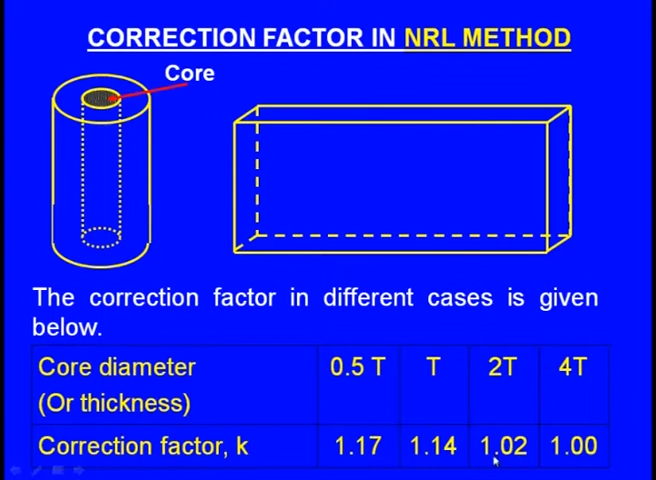 CORRECTION FACTOR IN NRL METHOD
Core
The correction factor in different cases is given
below.
Core diameter 0.5 T T 2T 4T
(Or thickness)
Correction factor, k 1.17 1.14 1.02 1.00